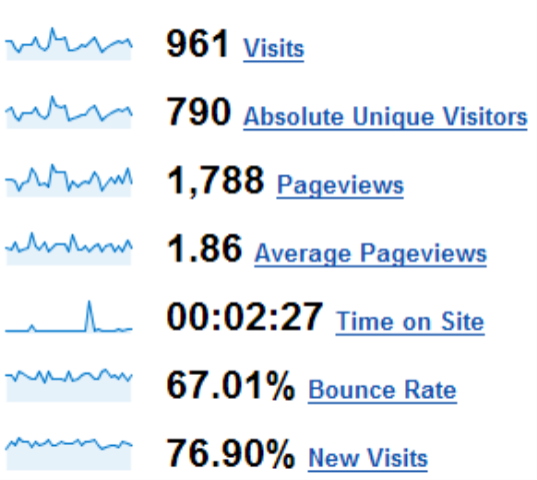 961 Visits
790 Absolute Unique Visitors
1,788 Pageviews
1.86 Average Pageviews
00:02:27 Time on Site
67.01% Bounce Rate
76.90% New Visits